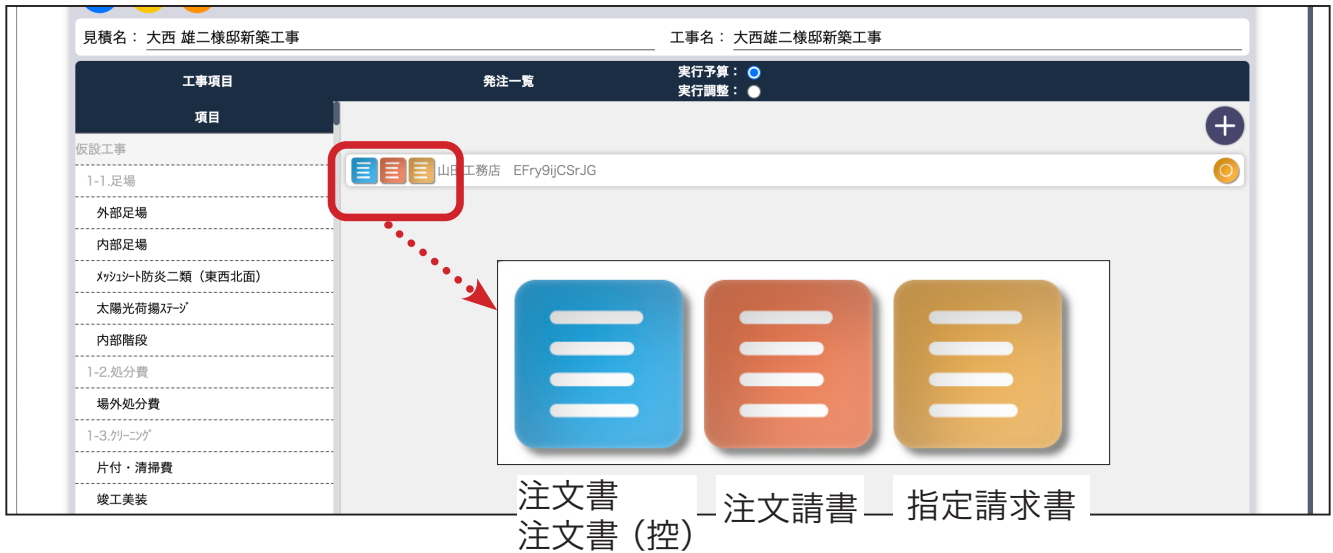 見積名： 大西 雄二様邸新築工事
工事名： 大西雄二様邸新築工事
工事項目
発注一覧
実行予算：
実行調整：
項目
仮設工事
1-1.足場
外部足場
内部足場
ﾒｯｼｭｼｰﾄ防炎二類（東西北面）
太陽光荷揚ｽﾃｰｼﾞ
内部階段
1-2.処分費
場外処分費
1-3.ｸﾘｰﾆﾝｸﾞ
片付・清掃費
竣工美装
山田工務店 EFry9ijCSrJG
注文書
注文書（控）
注文請書
指定請求書